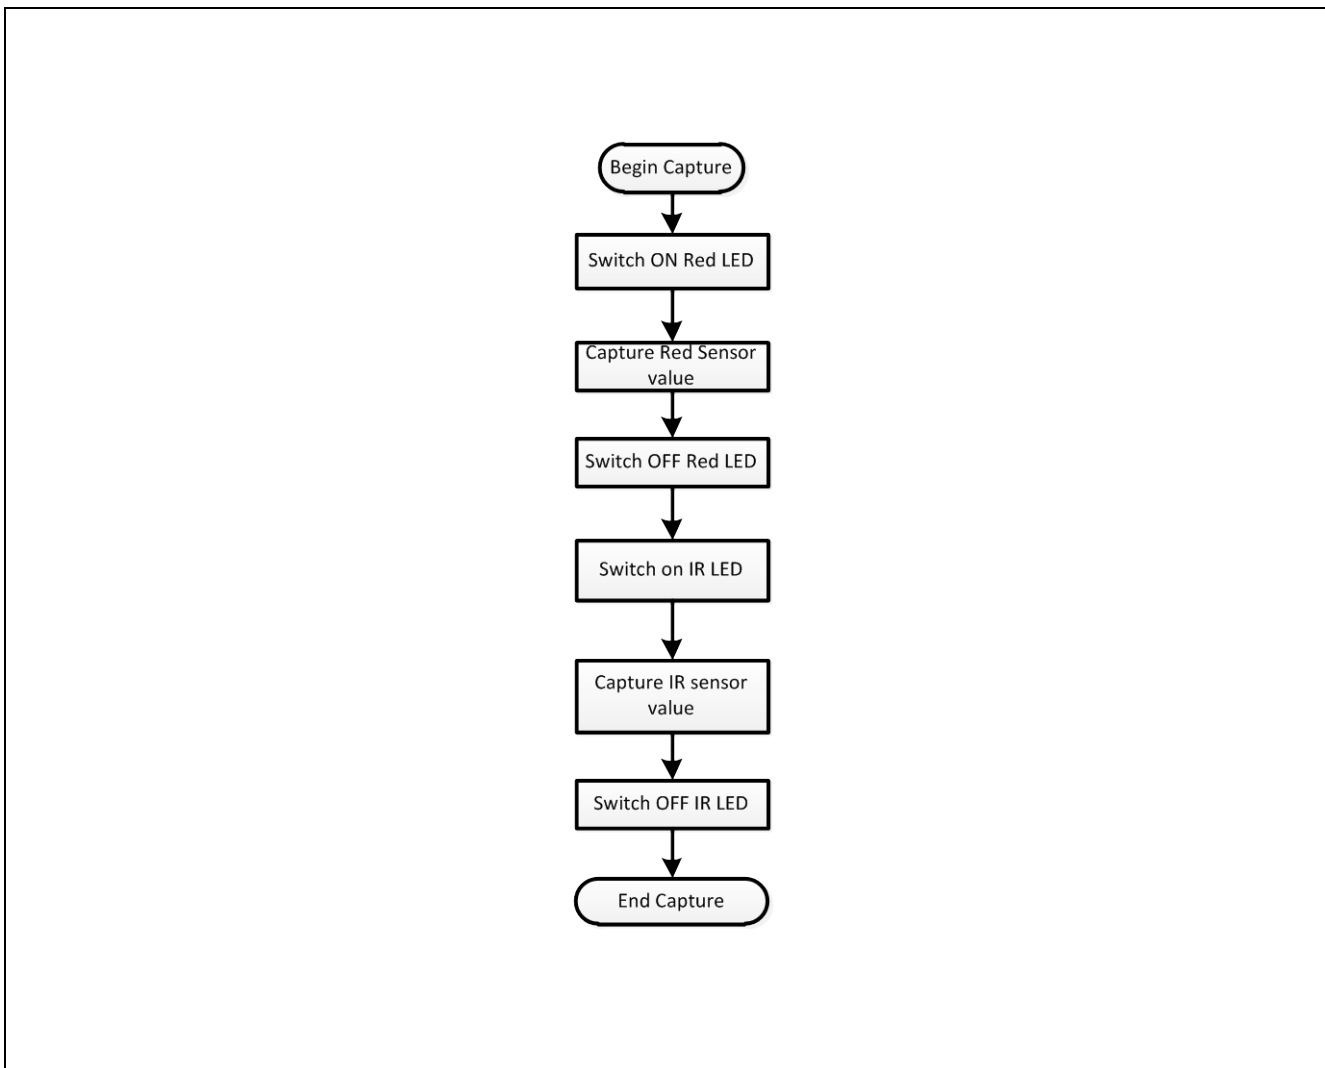 Begin Capture
Switch ON Red LED
Capture Red Sensor
value
Switch OFF Red LED
Switch on IR LED
Capture IR sensor
value
Switch OFF IR LED
End Capture